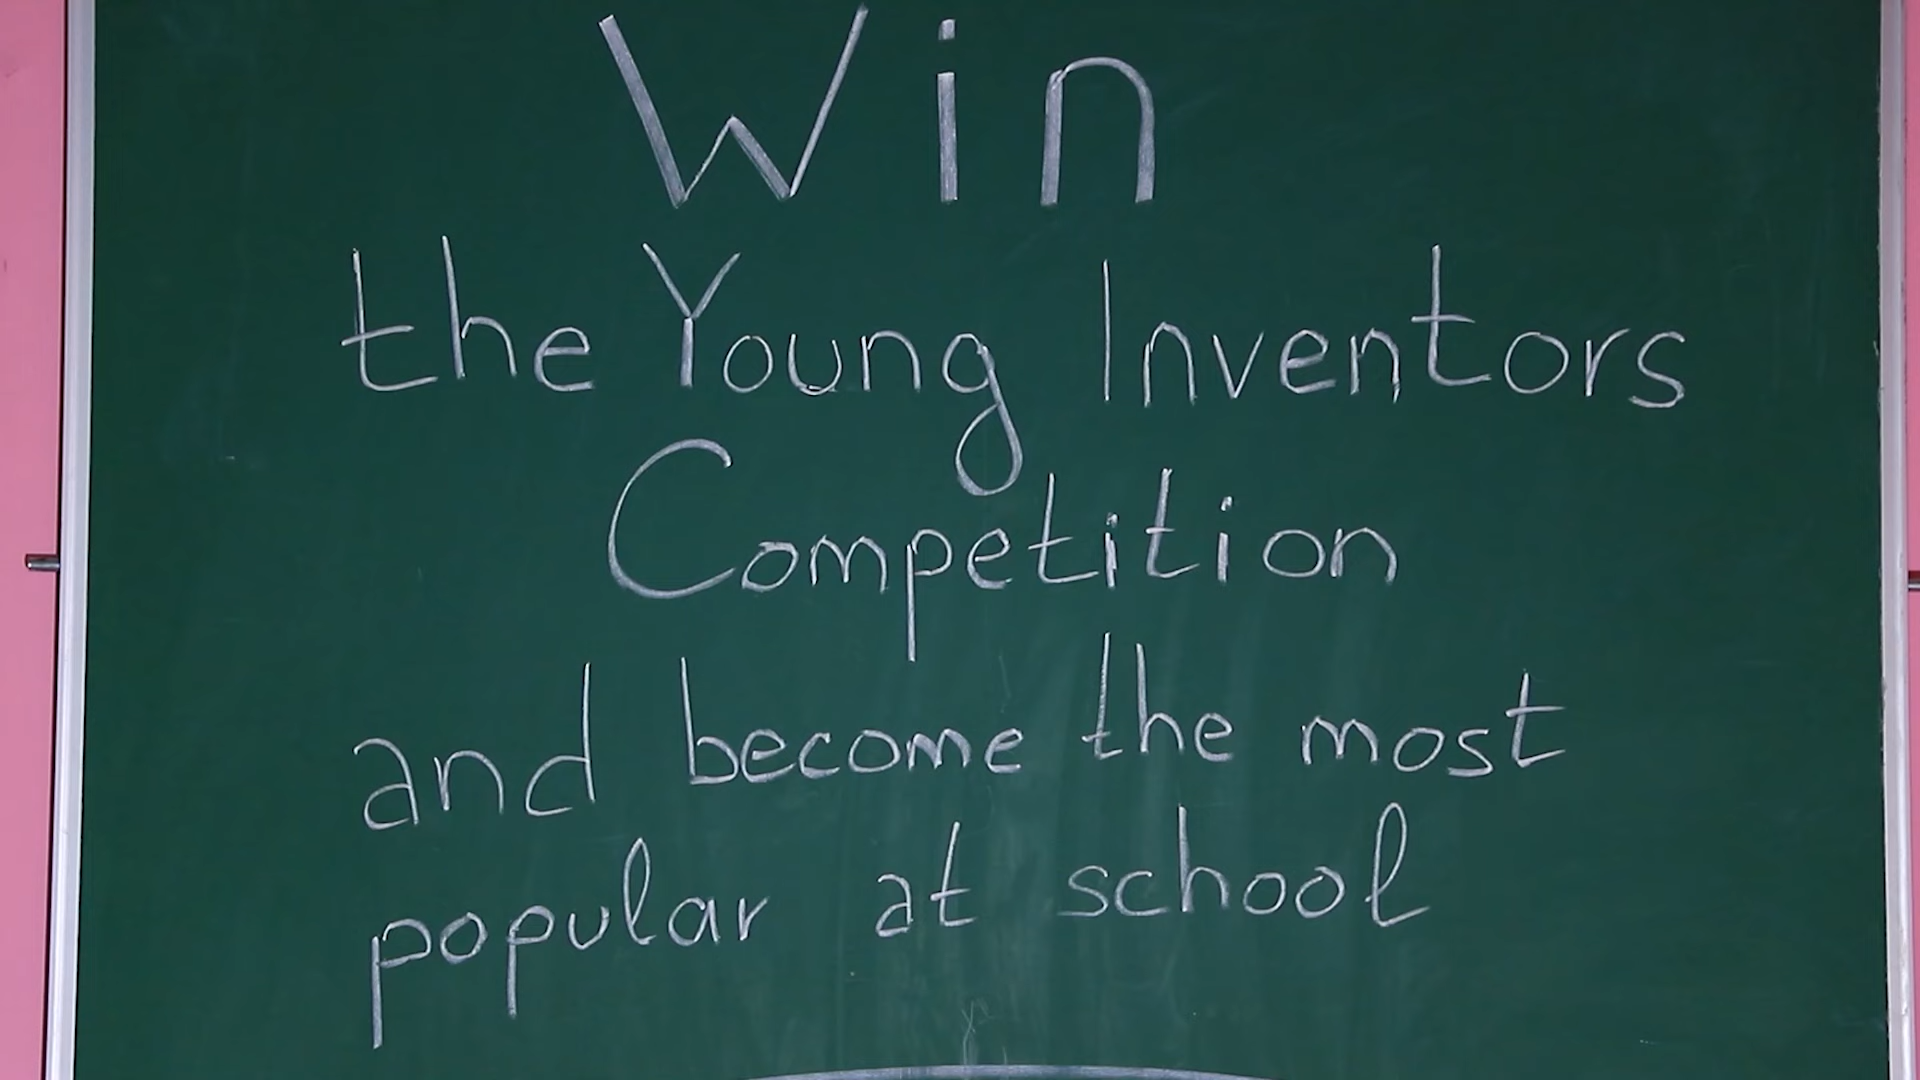 Win
the Young Inventors
Competition
and become the most
popular at school